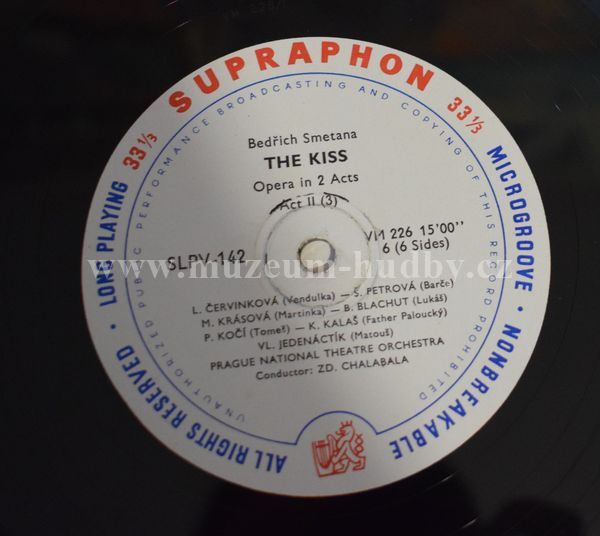 SUPRAPHON
33⅓ 33⅓
LONG PLAYING • ALL RIGHTS RESERVED
MICROGROOVE • NONBREAKABLE
UNAUTHORIZED PUBLIC PERFORMANCE BROADCASTING AND COPYING OF THIS RECORD PROHIBITED
Bedřich Smetana
THE KISS
Opera in 2 Acts
Act II (3)
SLPV-142
VM 226 15'00"
6 (6 Sides)
www.muzeum-hudby.cz
L. ČERVINKOVÁ (Vendulka) — S. PETROVÁ (Barče)
M. KRÁSOVÁ (Martinka) — B. BLACHUT (Lukáš)
P. KOČÍ (Tomeš) — K. KALAŠ (Father Paloucký)
VL. JEDENÁCTÍK (Matouš)
PRAGUE NATIONAL THEATRE ORCHESTRA
Conductor: ZD. CHALABALA